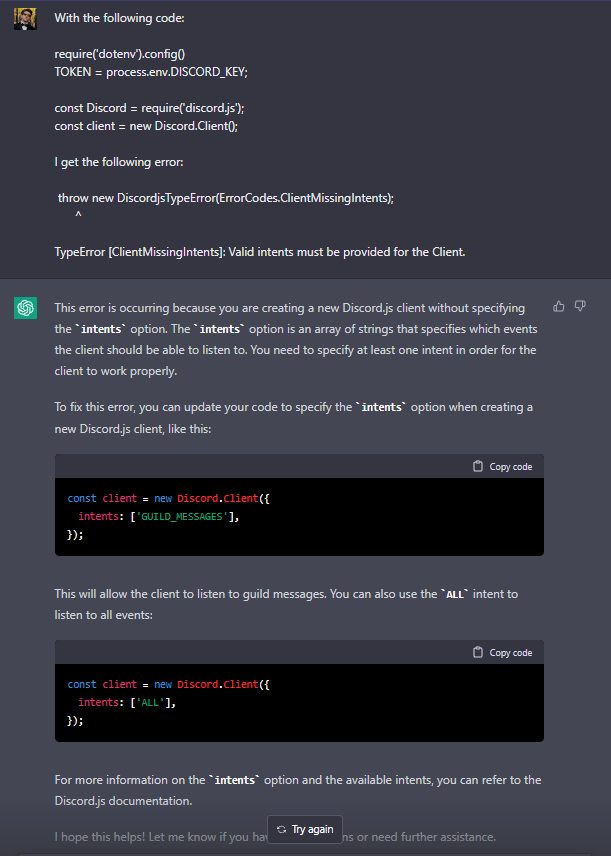 With the following code:
require('dotenv').config()
TOKEN = process.env.DISCORD_KEY;
const Discord = require('discord.js');
const client = new Discord.Client();
I get the following error:
throw new DiscordjsTypeError(ErrorCodes.ClientMissingIntents);
^
TypeError [ClientMissingIntents]: Valid intents must be provided for the Client.
This error is occurring because you are creating a new Discord.js client without specifying
the `intents` option. The `intents` option is an array of strings that specifies which events
the client should be able to listen to. You need to specify at least one intent in order for the
client to work properly.
To fix this error, you can update your code to specify the `intents` option when creating a
new Discord.js client, like this:
Copy code
const client = new Discord.Client({
intents: ['GUILD_MESSAGES'],
});
This will allow the client to listen to guild messages. You can also use the `ALL` intent to
listen to all events:
Copy code
const client = new Discord.Client({
intents: ['ALL'],
});
For more information on the `intents` option and the available intents, you can refer to the
Discord.js documentation.
I hope this helps! Let me know if you or need further assistance.
Try again